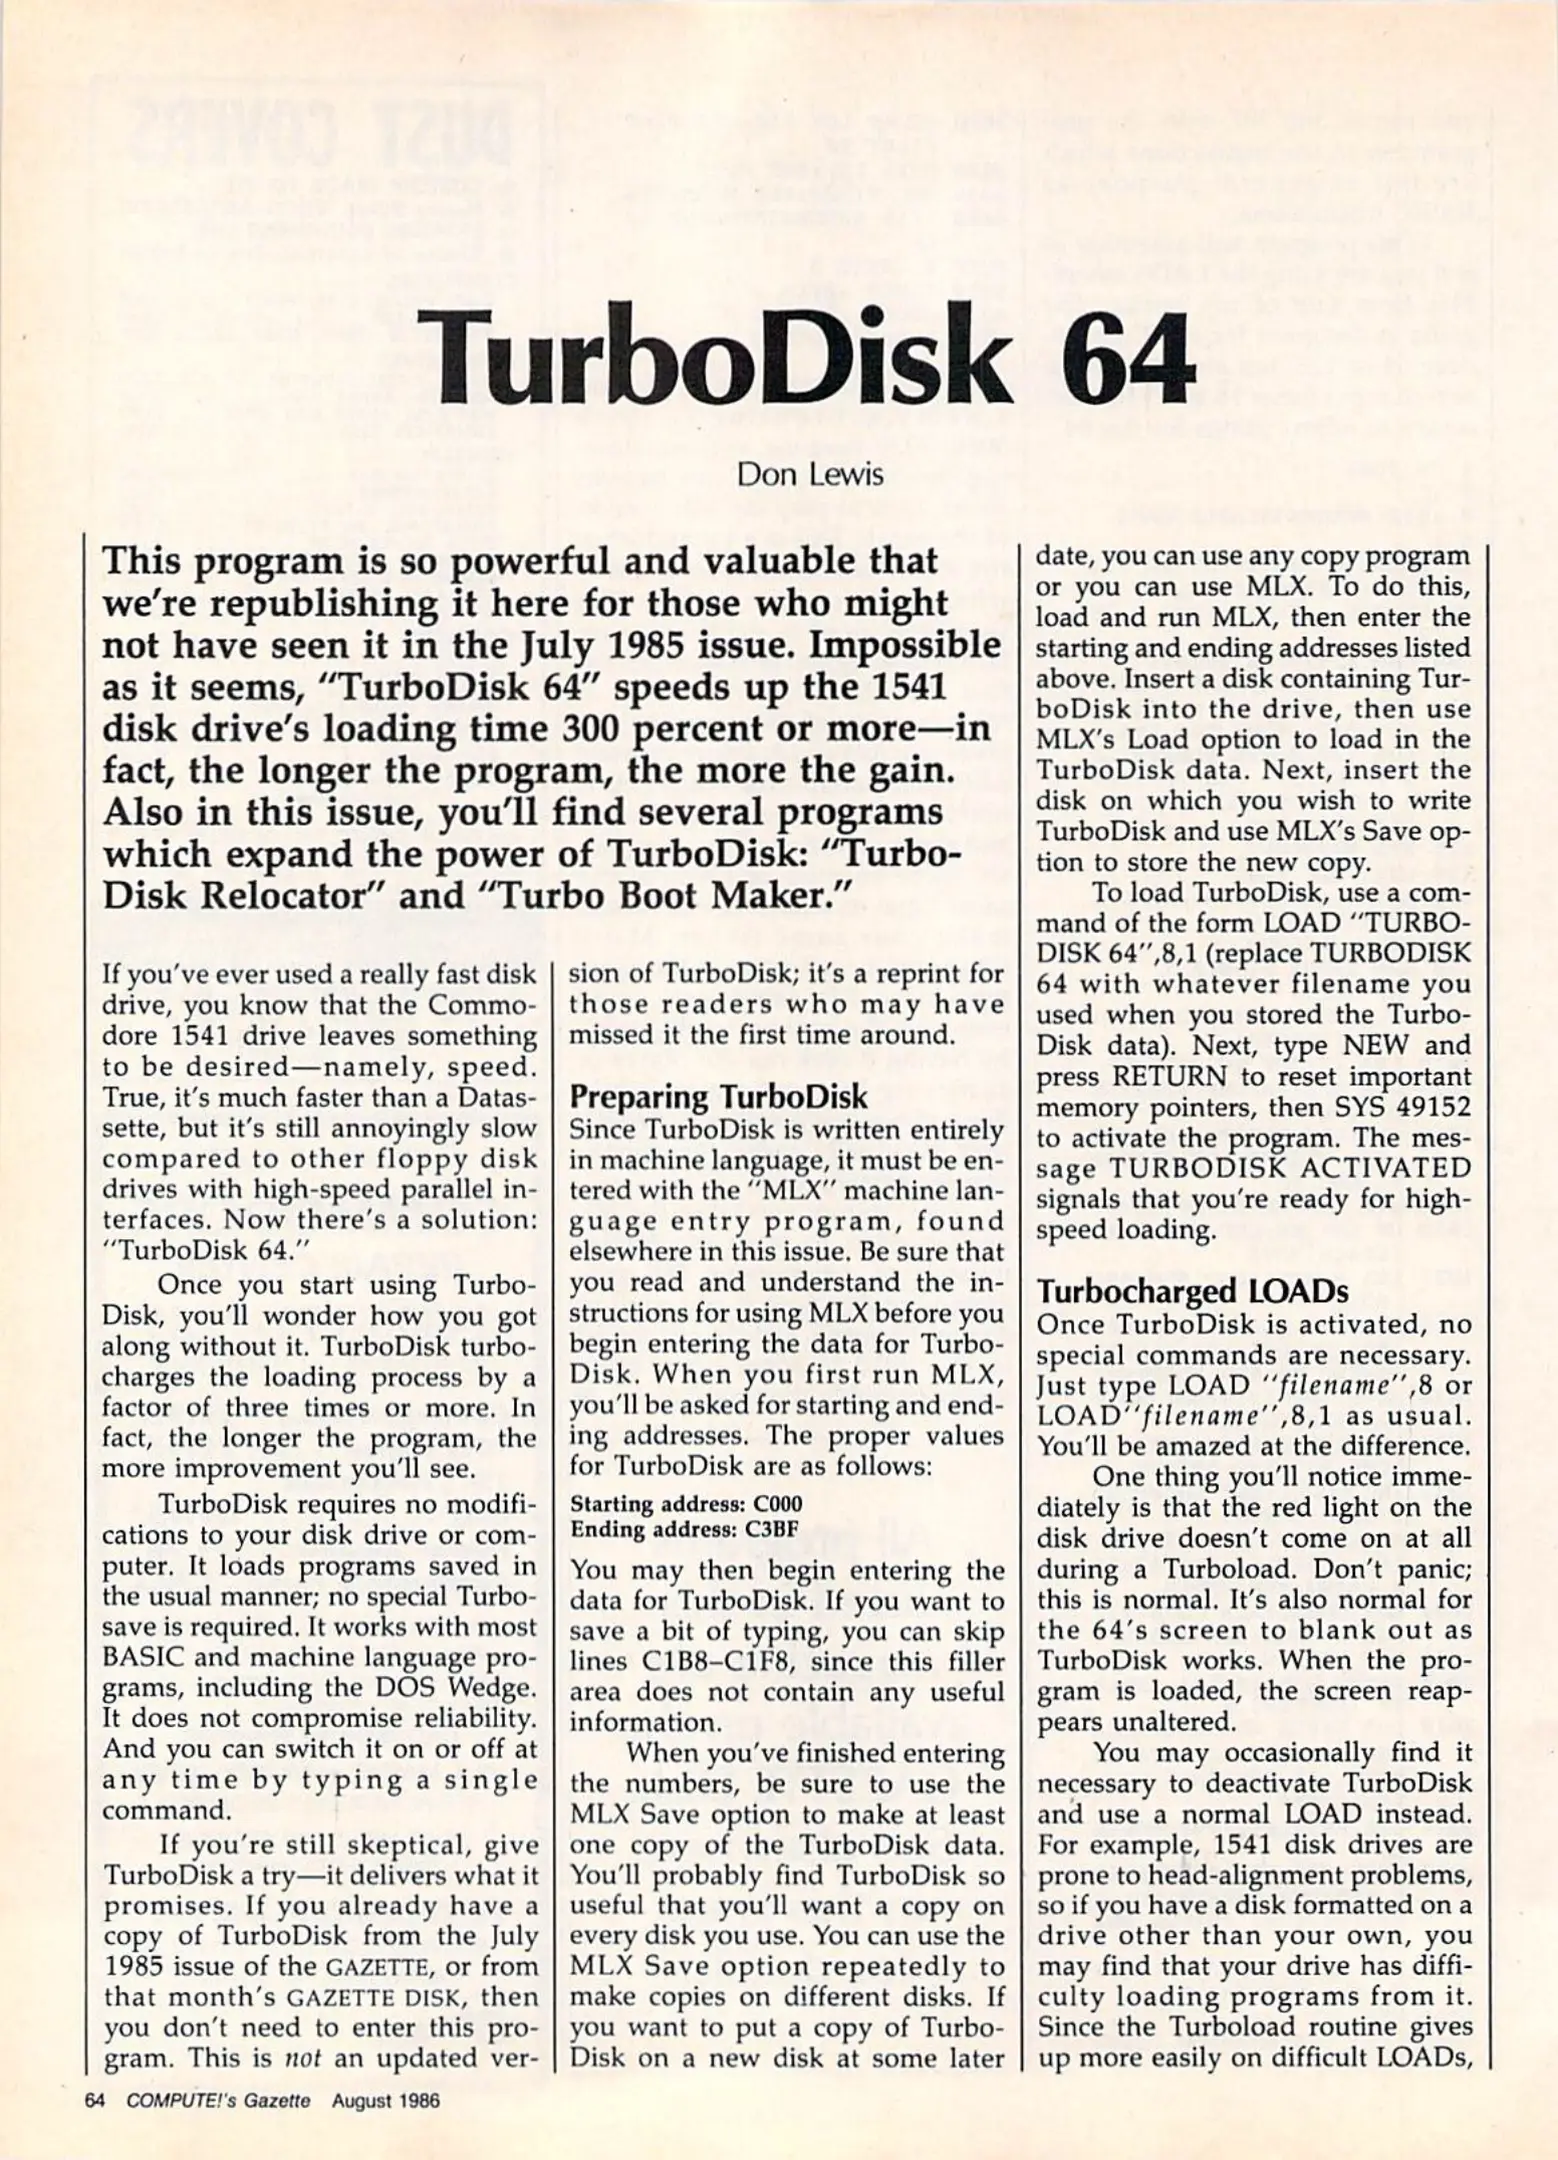 TurboDisk 64
Don Lewis
This program is so powerful and valuable that
we're republishing it here for those who might
not have seen it in the July 1985 issue. Impossible
as it seems, "TurboDisk 64" speeds up the 1541
disk drive's loading time 300 percent or more—in
fact, the longer the program, the more the gain.
Also in this issue, you'll find several programs
which expand the power of TurboDisk: "Turbo-
Disk Relocator" and "Turbo Boot Maker."
If you've ever used a really fast disk
drive, you know that the Commo-
dore 1541 drive leaves something
to be desired—namely, speed.
True, it's much faster than a Datas-
sette, but it's still annoyingly slow
compared to other floppy disk
drives with high-speed parallel in-
terfaces. Now there's a solution:
"TurboDisk 64."
Once you start using Turbo-
Disk, you'll wonder how you got
along without it. TurboDisk turbo-
charges the loading process by a
factor of three times or more. In
fact, the longer the program, the
more improvement you'll see.
TurboDisk requires no modifi-
cations to your disk drive or com-
puter. It loads programs saved in
the usual manner; no special Turbo-
save is required. It works with most
BASIC and machine language pro-
grams, including the DOS Wedge.
It does not compromise reliability.
And you can switch it on or off at
any time by typing a single
command.
If you're still skeptical, give
TurboDisk a try—it delivers what it
promises. If you already have a
copy of TurboDisk from the July
1985 issue of the GAZETTE, or from
that month's GAZETTE DISK, then
you don't need to enter this pro-
gram. This is not an updated ver-
sion of TurboDisk; it's a reprint for
those readers who may have
missed it the first time around.
Preparing TurboDisk
Since TurboDisk is written entirely
in machine language, it must be en-
tered with the "MLX" machine lan-
guage entry program, found
elsewhere in this issue. Be sure that
you read and understand the in-
structions for using MLX before you
begin entering the data for Turbo-
Disk. When you first run MLX,
you'll be asked for starting and end-
ing addresses. The proper values
for TurboDisk are as follows:
Starting address: C000
Ending address: C3BF
You may then begin entering the
data for TurboDisk. If you want to
save a bit of typing, you can skip
lines C1B8–C1F8, since this filler
area does not contain any useful
information.
When you've finished entering
the numbers, be sure to use the
MLX Save option to make at least
one copy of the TurboDisk data.
You'll probably find TurboDisk so
useful that you'll want a copy on
every disk you use. You can use the
MLX Save option repeatedly to
make copies on different disks. If
you want to put a copy of Turbo-
Disk on a new disk at some later
date, you can use any copy program
or you can use MLX. To do this,
load and run MLX, then enter the
starting and ending addresses listed
above. Insert a disk containing Tur-
boDisk into the drive, then use
MLX's Load option to load in the
TurboDisk data. Next, insert the
disk on which you wish to write
TurboDisk and use MLX's Save op-
tion to store the new copy.
To load TurboDisk, use a com-
mand of the form LOAD "TURBO-
DISK 64",8,1 (replace TURBODISK
64 with whatever filename you
used when you stored the Turbo-
Disk data). Next, type NEW and
press RETURN to reset important
memory pointers, then SYS 49152
to activate the program. The mes-
sage TURBODISK ACTIVATED
signals that you're ready for high-
speed loading.
Turbocharged LOADs
Once TurboDisk is activated, no
special commands are necessary.
Just type LOAD "filename",8 or
LOAD"filename",8,1 as usual.
You'll be amazed at the difference.
One thing you'll notice imme-
diately is that the red light on the
disk drive doesn't come on at all
during a Turboload. Don't panic;
this is normal. It's also normal for
the 64's screen to blank out as
TurboDisk works. When the pro-
gram is loaded, the screen reap-
pears unaltered.
You may occasionally find it
necessary to deactivate TurboDisk
and use a normal LOAD instead.
For example, 1541 disk drives are
prone to head-alignment problems,
so if you have a disk formatted on a
drive other than your own, you
may find that your drive has diffi-
culty loading programs from it.
Since the Turboload routine gives
up more easily on difficult LOADs,
64 COMPUTE!'s Gazette August 1986